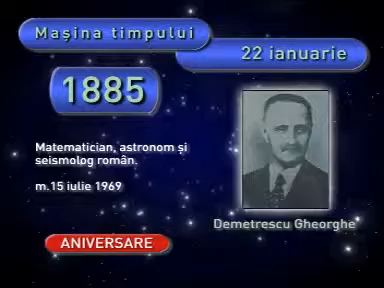 Mașina timpului
22 ianuarie
1885
Matematician, astronom și
seismolog român.
m.15 iulie 1969
Demetrescu Gheorghe
ANIVERSARE